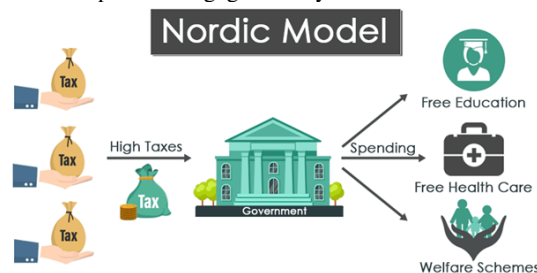 Nordic Model
Tax
High Taxes
Tax
Tax
Tax
Government
Spending
Free Education
Free Health Care
Welfare Schemes